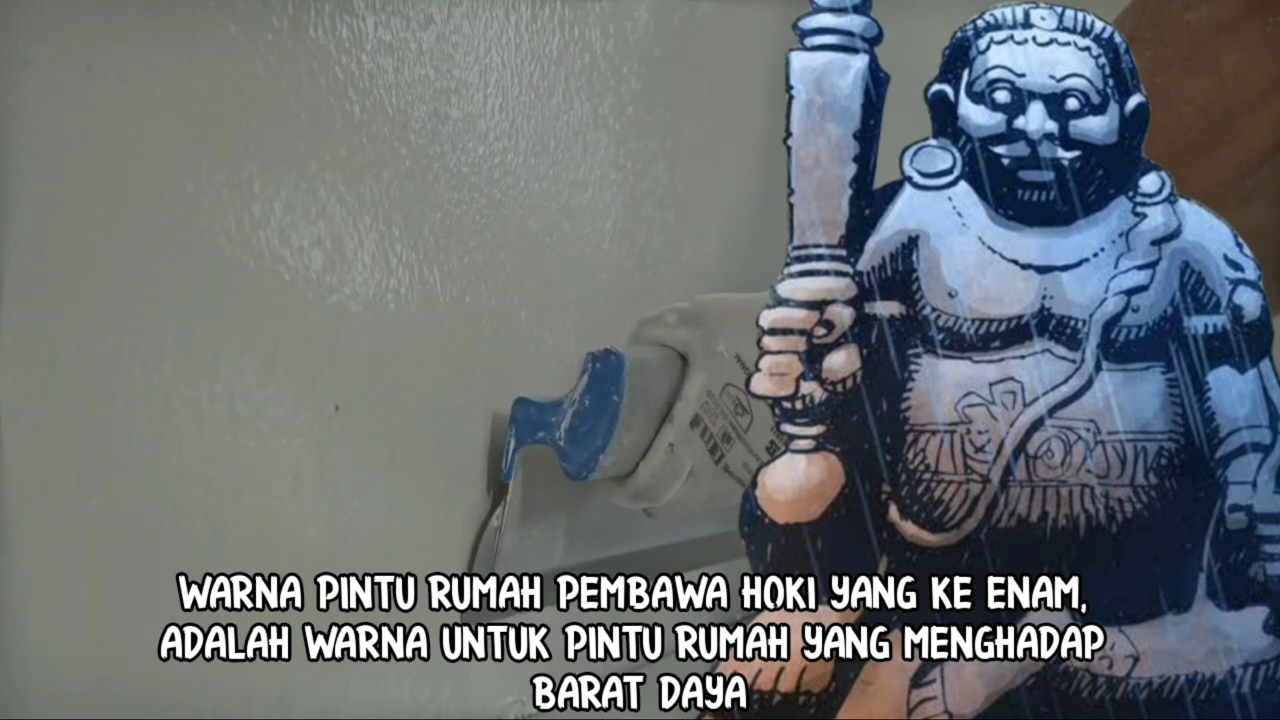 WARNA PINTU RUMAH PEMBAWA HOKI YANG KE ENAM,
ADALAH WARNA UNTUK PINTU RUMAH YANG MENGHADAP
BARAT DAYA